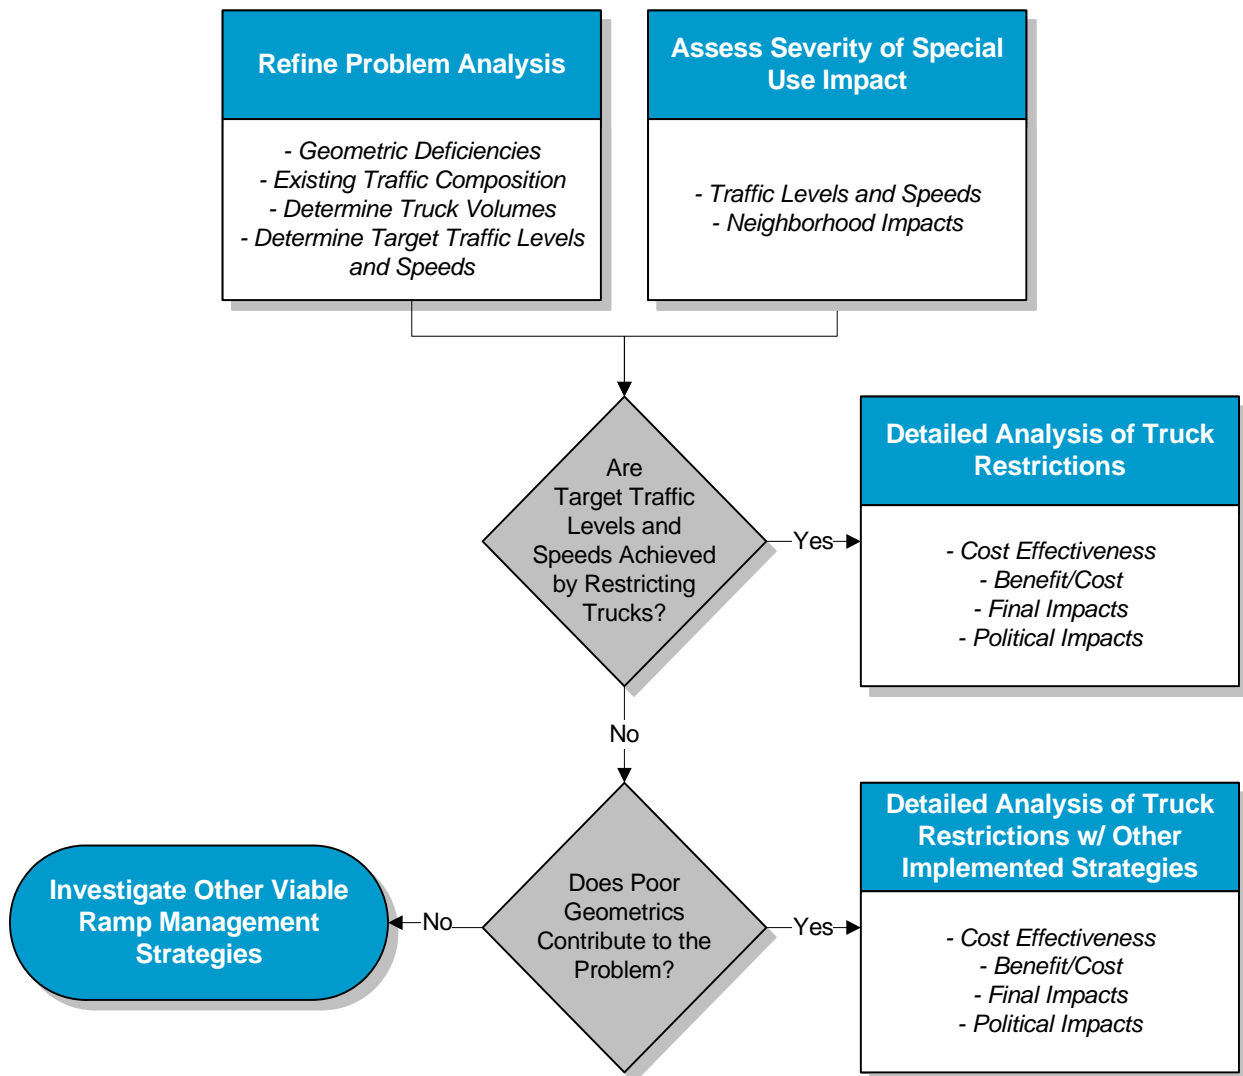 Refine Problem Analysis
- Geometric Deficiencies
- Existing Traffic Composition
- Determine Truck Volumes
- Determine Target Traffic Levels
and Speeds
Assess Severity of Special
Use Impact
- Traffic Levels and Speeds
- Neighborhood Impacts
Are
Target Traffic
Levels and
Speeds Achieved
by Restricting
Trucks?
Yes
Detailed Analysis of Truck
Restrictions
- Cost Effectiveness
- Benefit/Cost
- Final Impacts
- Political Impacts
No
Does Poor
Geometrics
Contribute to the
Problem?
No
Investigate Other Viable
Ramp Management
Strategies
Yes
Detailed Analysis of Truck
Restrictions w/ Other
Implemented Strategies
- Cost Effectiveness
- Benefit/Cost
- Final Impacts
- Political Impacts